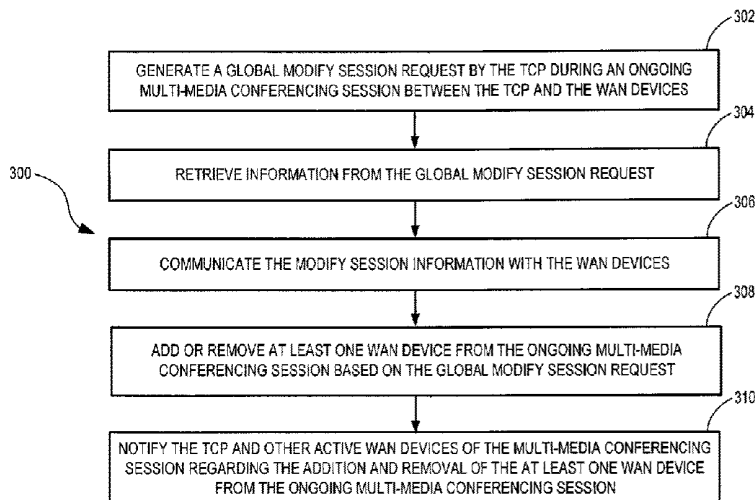 302
GENERATE A GLOBAL MODIFY SESSION REQUEST BY THE TCP DURING AN ONGOING
MULTI-MEDIA CONFERENCING SESSION BETWEEN THE TCP AND THE WAN DEVICES
304
RETRIEVE INFORMATION FROM THE GLOBAL MODIFY SESSION REQUEST
300
306
COMMUNICATE THE MODIFY SESSION INFORMATION WITH THE WAN DEVICES
308
ADD OR REMOVE AT LEAST ONE WAN DEVICE FROM THE ONGOING MULTI-MEDIA
CONFERENCING SESSION BASED ON THE GLOBAL MODIFY SESSION REQUEST
310
NOTIFY THE TCP AND OTHER ACTIVE WAN DEVICES OF THE MULTI-MEDIA CONFERENCING
SESSION REGARDING THE ADDITION AND REMOVAL OF THE AT LEAST ONE WAN DEVICE
FROM THE ONGOING MULTI-MEDIA CONFERENCING SESSION